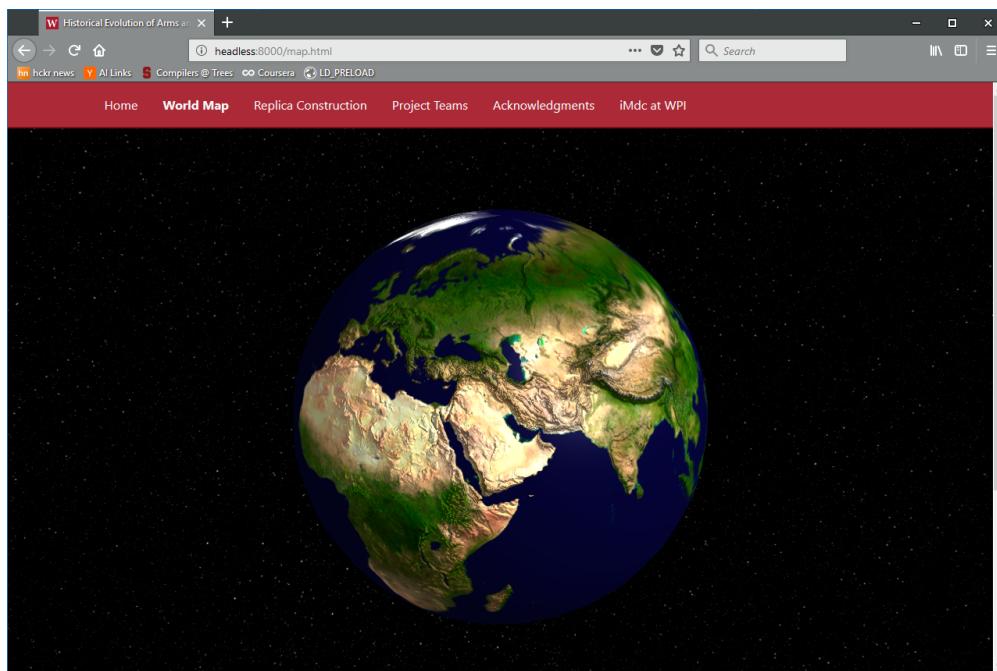 W Historical Evolution of Arms an
headless:8000/map.html Search
hn hckr news Y AI Links S Compilers @ Trees Coursera LD_PRELOAD
Home World Map Replica Construction Project Teams Acknowledgments iMdc at WPI